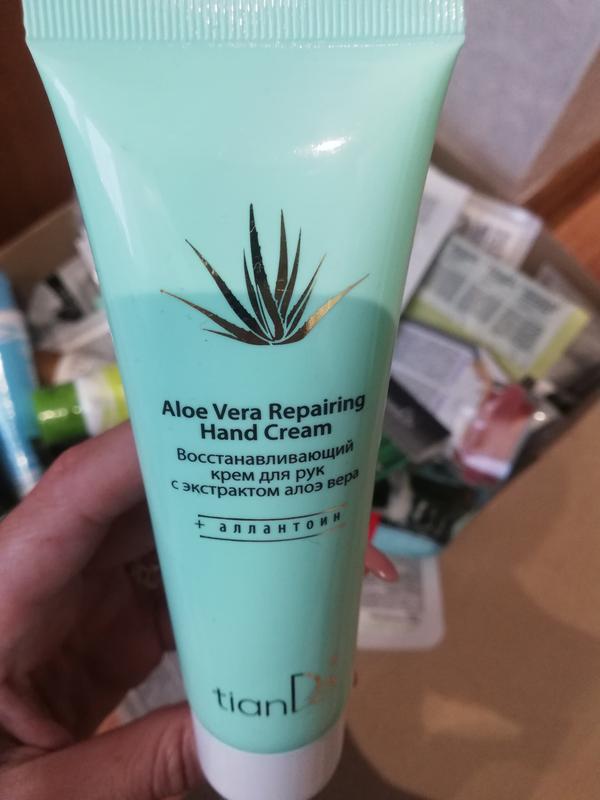 Aloe Vera Repairing
Hand Cream
Восстанавливающий
крем для рук
с экстрактом алоэ вера
+ аллантоин
tianDe